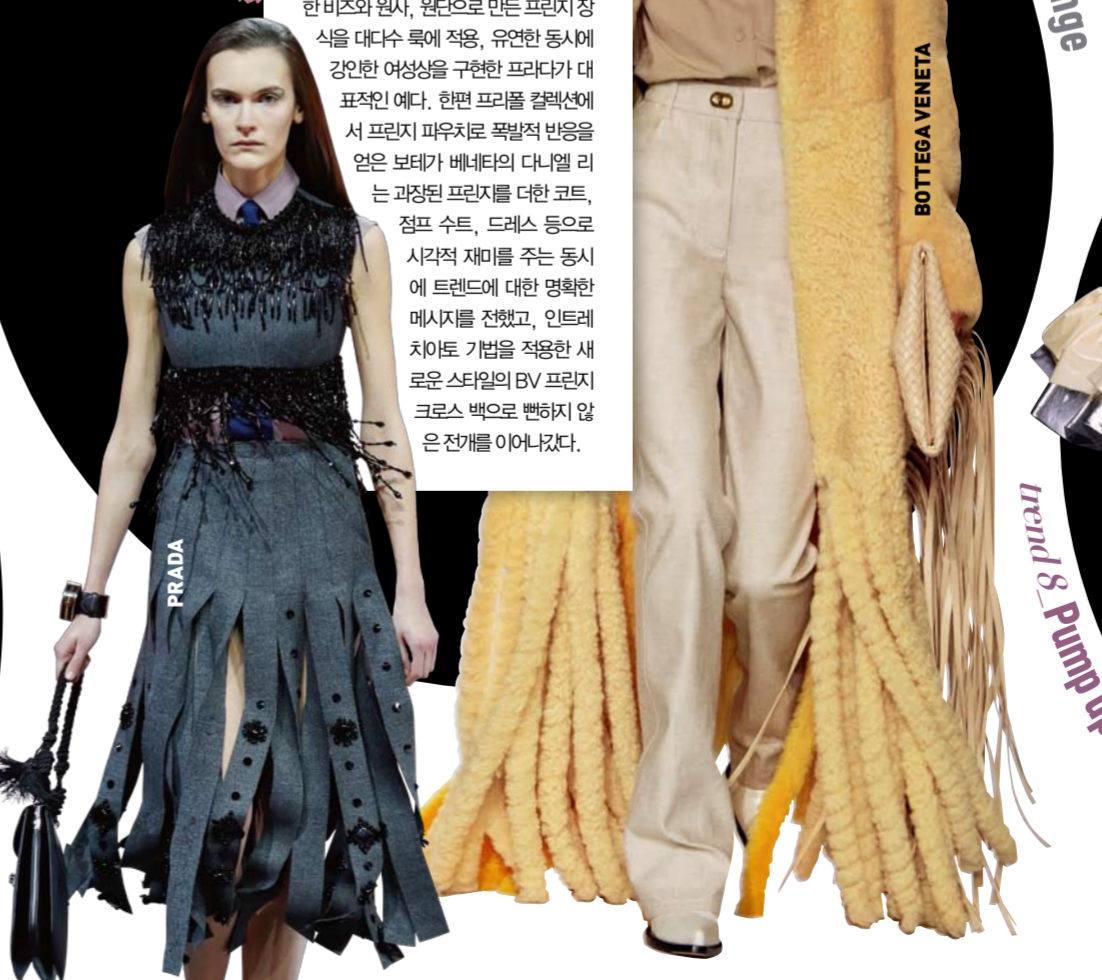 한 비즈와 원사, 원단으로 만든 프린지 장
식을 대다수 룩에 적용, 유연한 동시에
강인한 여성상을 구현한 프라다가 대
표적인 예다. 한편 프리폴 컬렉션에
서 프린지 파우치로 폭발적 반응을
얻은 보테가 베네타의 다니엘 리
는 과장된 프린지를 더한 코트,
점프 수트, 드레스 등으로
시각적 재미를 주는 동시
에 트렌드에 대한 명확한
메시지를 전했고, 인트레
치아토 기법을 적용한 새
로운 스타일의 BV 프린지
크로스 백으로 뻔하지 않
은 전개를 이어나갔다.
PRADA
BOTTEGA VENETA
nge
trend 8_Pump up